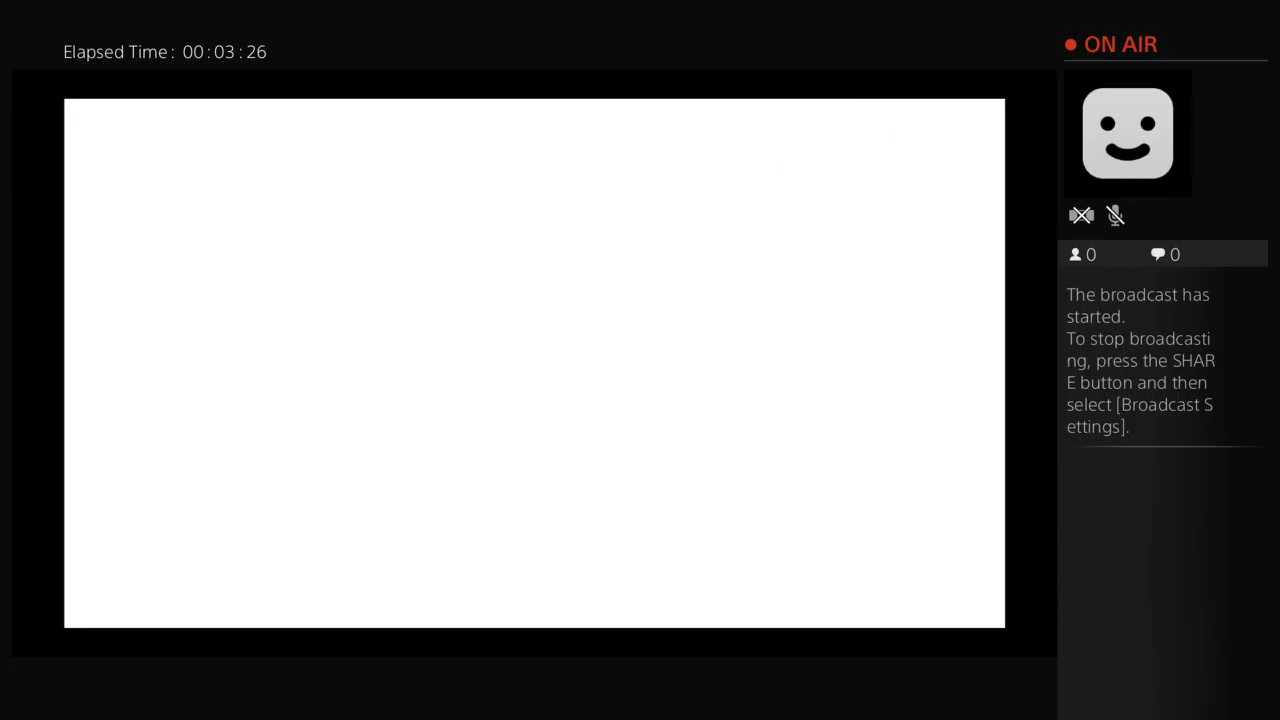 Elapsed Time: 00:03:26
ON AIR
0 0
The broadcast has
started.
To stop broadcasti
ng, press the SHAR
E button and then
select [Broadcast S
ettings].